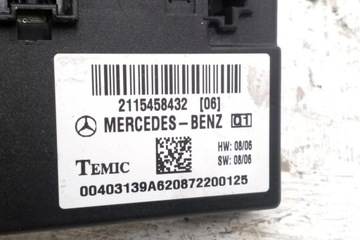 2115458432 [06]
MERCEDES-BENZ 01
HW: 08/06
SW: 08/06
TEMIC
00403139A620872200125